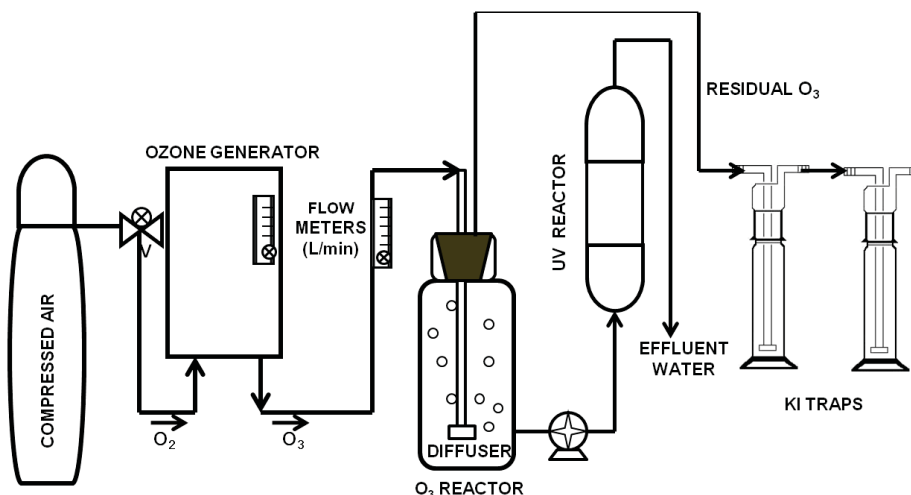 RESIDUAL O₃
OZONE GENERATOR
FLOW
METERS
(L/min)
UV REACTOR
V
COMPRESSED AIR
EFFLUENT
WATER
KI TRAPS
O₂
O₃
DIFFUSER
O₃ REACTOR